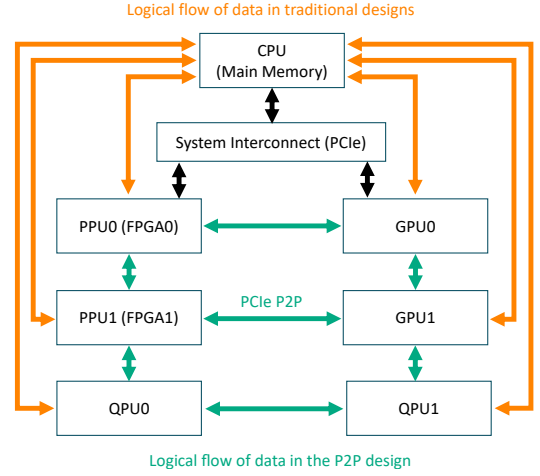 Logical flow of data in traditional designs
CPU
(Main Memory)
System Interconnect (PCIe)
PPU0 (FPGA0)
GPU0
PCIe P2P
PPU1 (FPGA1)
GPU1
QPU0
QPU1
Logical flow of data in the P2P design